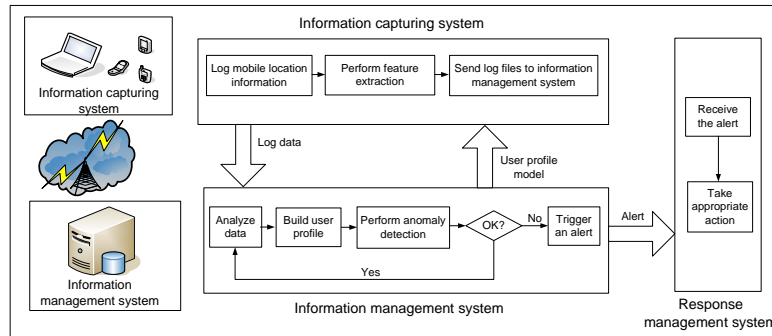 Information capturing
system
Information
management system
Information capturing system
Log mobile location
information
Perform feature
extraction
Send log files to information
management system
Log data
User profile
model
Analyze
data
Build user
profile
Perform anomaly
detection
OK?
No
Trigger
an alert
Yes
Information management system
Alert
Receive
the alert
Take
appropriate
action
Response
management system